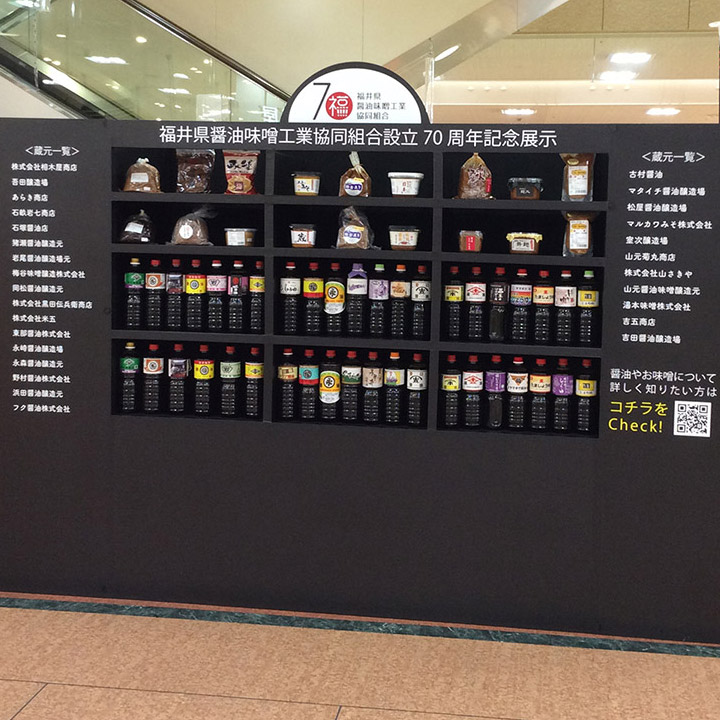 70
福
福井県
醤油味噌工業
協同組合
福井県醤油味噌工業協同組合設立 70 周年記念展示
＜蔵元一覧＞
株式会社柿木屋商店
吾田醸造場
あらき商店
石畝岩七商店
石塚醤油店
猪瀬醤油醸造元
岩尾醤油醸造場
梅谷味噌醸造株式会社
岡松醤油醸造元
株式会社黒田伝兵衛商店
株式会社米五
東部醤油株式会社
永崎醤油醸造場
永森醤油醸造元
野村醤油株式会社
浜田醤油醸造元
フク醤油株式会社
＜蔵元一覧＞
古村醤油
マタイチ醤油醸造場
松屋醤油醸造場
マルカワみそ株式会社
室次醸造場
山元菊丸商店
株式会社山さきや
山元醤油味噌醸造元
湯本味噌株式会社
吉五商店
吉田醤油醸造場
醤油やお味噌について
詳しく知りたい方は
コチラを
Check!